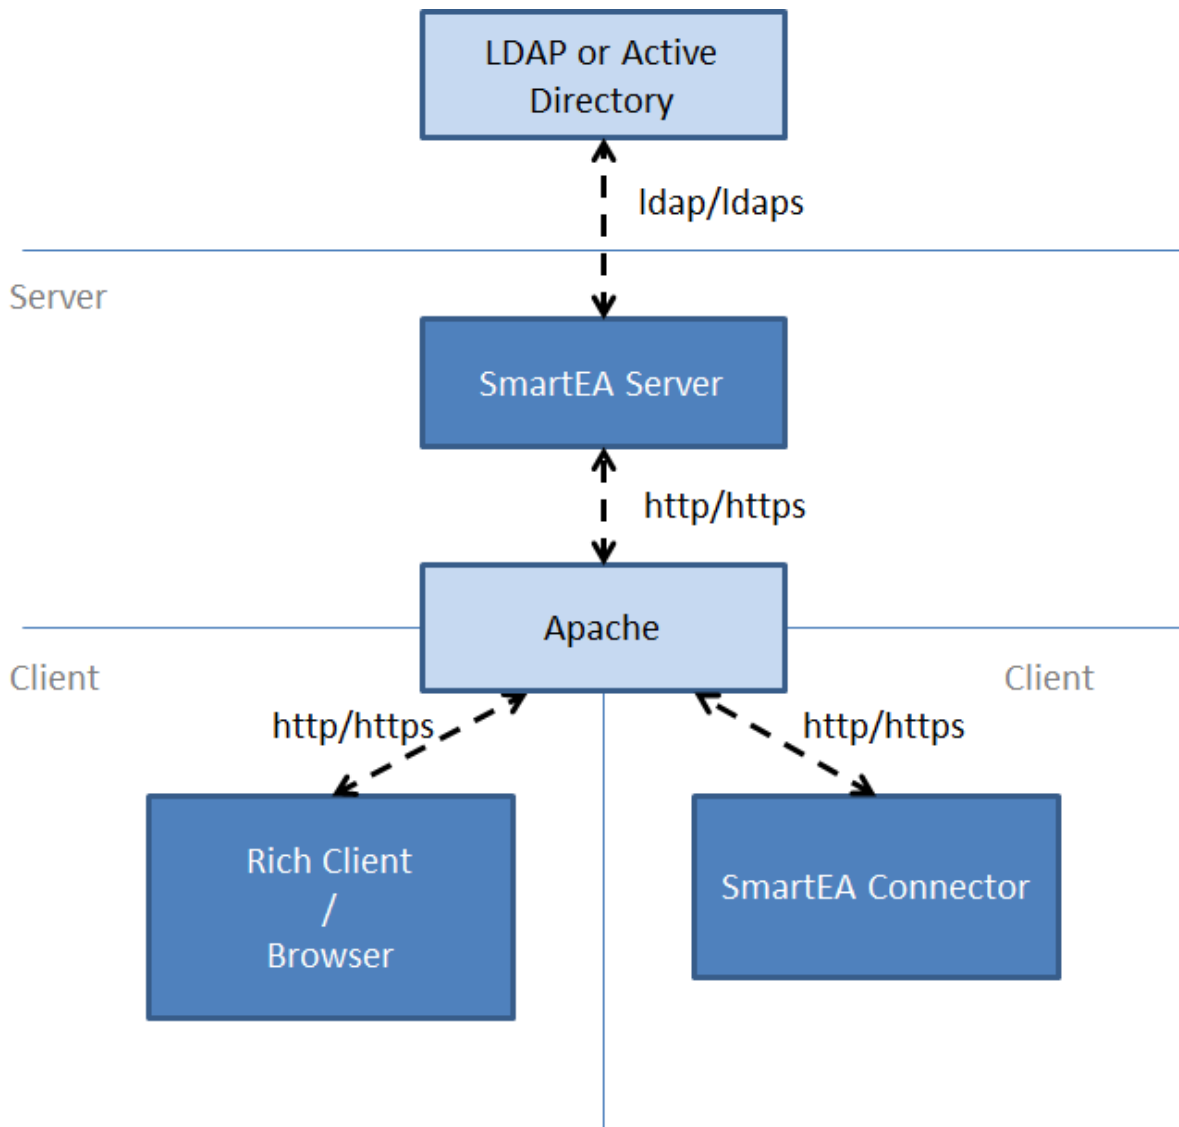 LDAP or Active
Directory
ldap/ldaps
Server
SmartEA Server
http/https
Apache
Client
Client
http/https
http/https
Rich Client
/
Browser
SmartEA Connector